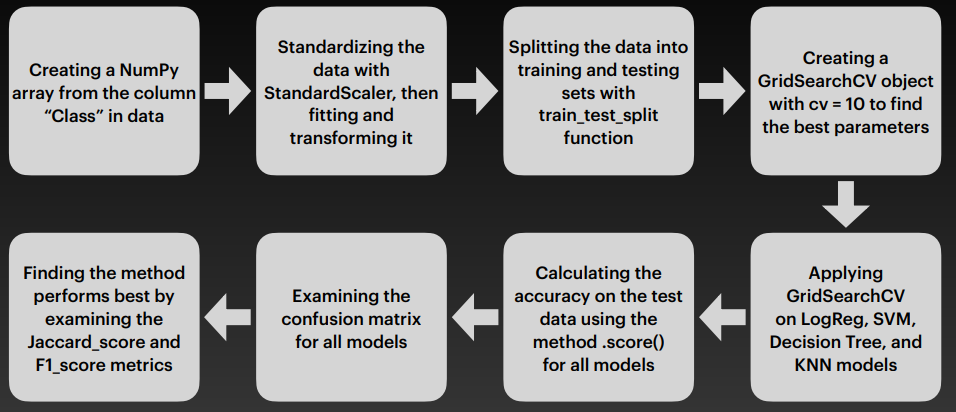 Creating a NumPy
array from the column
“Class” in data
Standardizing the
data with
StandardScaler, then
fitting and
transforming it
Splitting the data into
training and testing
sets with
train_test_split
function
Creating a
GridSearchCV object
with cv = 10 to find
the best parameters
Applying
GridSearchCV
on LogReg, SVM,
Decision Tree, and
KNN models
Calculating the
accuracy on the test
data using the
method .score()
for all models
Examining the
confusion matrix
for all models
Finding the method
performs best by
examining the
Jaccard_score and
F1_score metrics